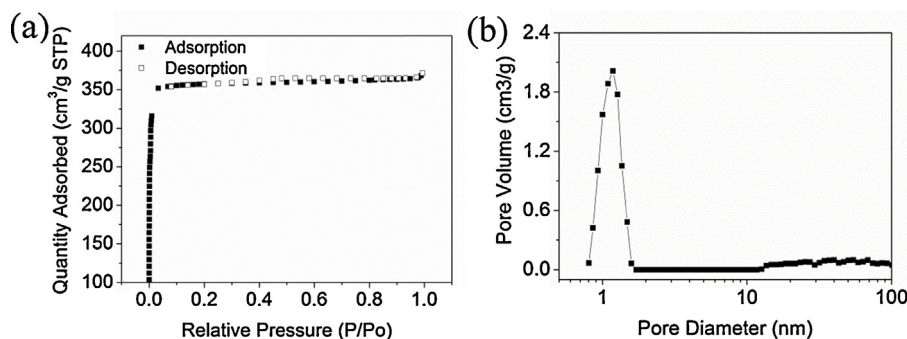 (a)
Adsorption
Desorption
Quantity Adsorbed (cm³/g STP)
400
350
300
250
200
150
100
0.0 0.2 0.4 0.6 0.8 1.0
Relative Pressure (P/Po)
(b)
Pore Volume (cm3/g)
2.4
1.8
1.2
0.6
0.0
1 10 100
Pore Diameter (nm)